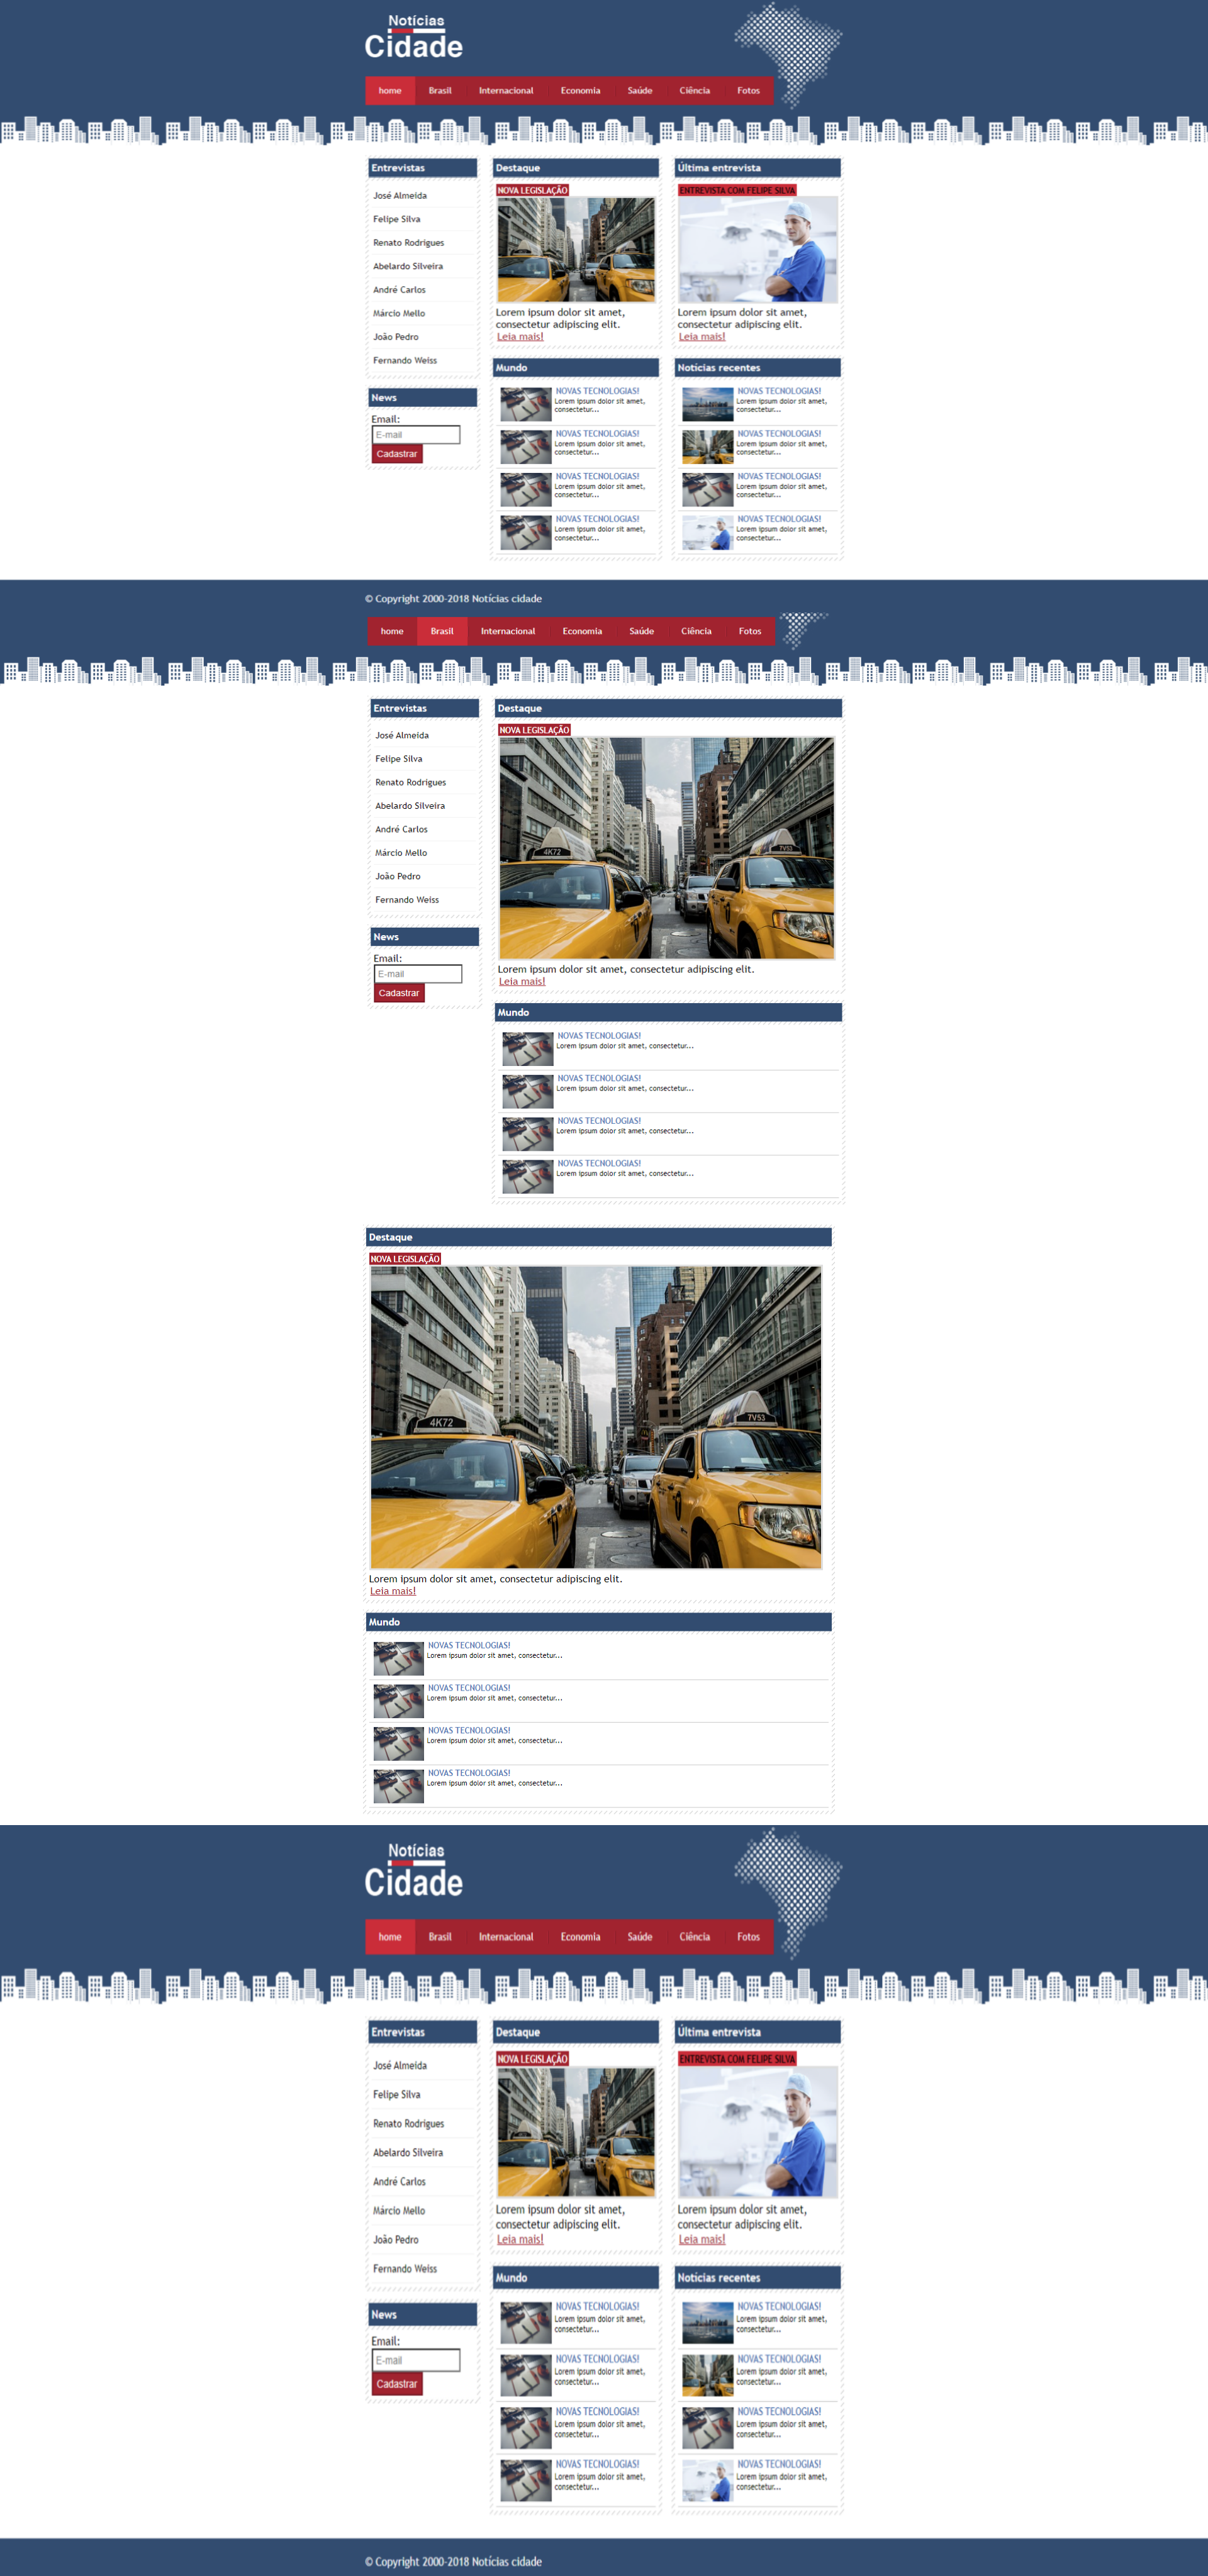 Notícias
Cidade
home Brasil Internacional Economia Saúde Ciência Fotos
Entrevistas
José Almeida
Felipe Silva
Renato Rodrigues
Abelardo Silveira
André Carlos
Márcio Mello
João Pedro
Fernando Weiss
News
Email:
E-mail
Cadastrar
Destaque
NOVA LEGISLAÇÃO
Lorem ipsum dolor sit amet,
consectetur adipiscing elit.
Leia mais!
Última entrevista
ENTREVISTA COM FELIPE SILVA
Lorem ipsum dolor sit amet,
consectetur adipiscing elit.
Leia mais!
Mundo
NOVAS TECNOLOGIAS!
Lorem ipsum dolor sit amet,
consectetur...
NOVAS TECNOLOGIAS!
Lorem ipsum dolor sit amet,
consectetur...
NOVAS TECNOLOGIAS!
Lorem ipsum dolor sit amet,
consectetur...
NOVAS TECNOLOGIAS!
Lorem ipsum dolor sit amet,
consectetur...
Notícias recentes
NOVAS TECNOLOGIAS!
Lorem ipsum dolor sit amet,
consectetur...
NOVAS TECNOLOGIAS!
Lorem ipsum dolor sit amet,
consectetur...
NOVAS TECNOLOGIAS!
Lorem ipsum dolor sit amet,
consectetur...
NOVAS TECNOLOGIAS!
Lorem ipsum dolor sit amet,
consectetur...
© Copyright 2000-2018 Notícias cidade
home Brasil Internacional Economia Saúde Ciência Fotos
Entrevistas
José Almeida
Felipe Silva
Renato Rodrigues
Abelardo Silveira
André Carlos
Márcio Mello
João Pedro
Fernando Weiss
News
Email:
E-mail
Cadastrar
Destaque
NOVA LEGISLAÇÃO
4K72
7V53
Lorem ipsum dolor sit amet, consectetur adipiscing elit.
Leia mais!
Mundo
NOVAS TECNOLOGIAS!
Lorem ipsum dolor sit amet, consectetur...
NOVAS TECNOLOGIAS!
Lorem ipsum dolor sit amet, consectetur...
NOVAS TECNOLOGIAS!
Lorem ipsum dolor sit amet, consectetur...
NOVAS TECNOLOGIAS!
Lorem ipsum dolor sit amet, consectetur...
Destaque
NOVA LEGISLAÇÃO
4K72
7V53
Lorem ipsum dolor sit amet, consectetur adipiscing elit.
Leia mais!
Mundo
NOVAS TECNOLOGIAS!
Lorem ipsum dolor sit amet, consectetur...
NOVAS TECNOLOGIAS!
Lorem ipsum dolor sit amet, consectetur...
NOVAS TECNOLOGIAS!
Lorem ipsum dolor sit amet, consectetur...
NOVAS TECNOLOGIAS!
Lorem ipsum dolor sit amet, consectetur...
Notícias
Cidade
home Brasil Internacional Economia Saúde Ciência Fotos
Entrevistas
José Almeida
Felipe Silva
Renato Rodrigues
Abelardo Silveira
André Carlos
Márcio Mello
João Pedro
Fernando Weiss
News
Email:
E-mail
Cadastrar
Destaque
NOVA LEGISLAÇÃO
Lorem ipsum dolor sit amet,
consectetur adipiscing elit.
Leia mais!
Última entrevista
ENTREVISTA COM FELIPE SILVA
Lorem ipsum dolor sit amet,
consectetur adipiscing elit.
Leia mais!
Mundo
NOVAS TECNOLOGIAS!
Lorem ipsum dolor sit amet,
consectetur...
NOVAS TECNOLOGIAS!
Lorem ipsum dolor sit amet,
consectetur...
NOVAS TECNOLOGIAS!
Lorem ipsum dolor sit amet,
consectetur...
NOVAS TECNOLOGIAS!
Lorem ipsum dolor sit amet,
consectetur...
Notícias recentes
NOVAS TECNOLOGIAS!
Lorem ipsum dolor sit amet,
consectetur...
NOVAS TECNOLOGIAS!
Lorem ipsum dolor sit amet,
consectetur...
NOVAS TECNOLOGIAS!
Lorem ipsum dolor sit amet,
consectetur...
NOVAS TECNOLOGIAS!
Lorem ipsum dolor sit amet,
consectetur...
© Copyright 2000-2018 Notícias cidade